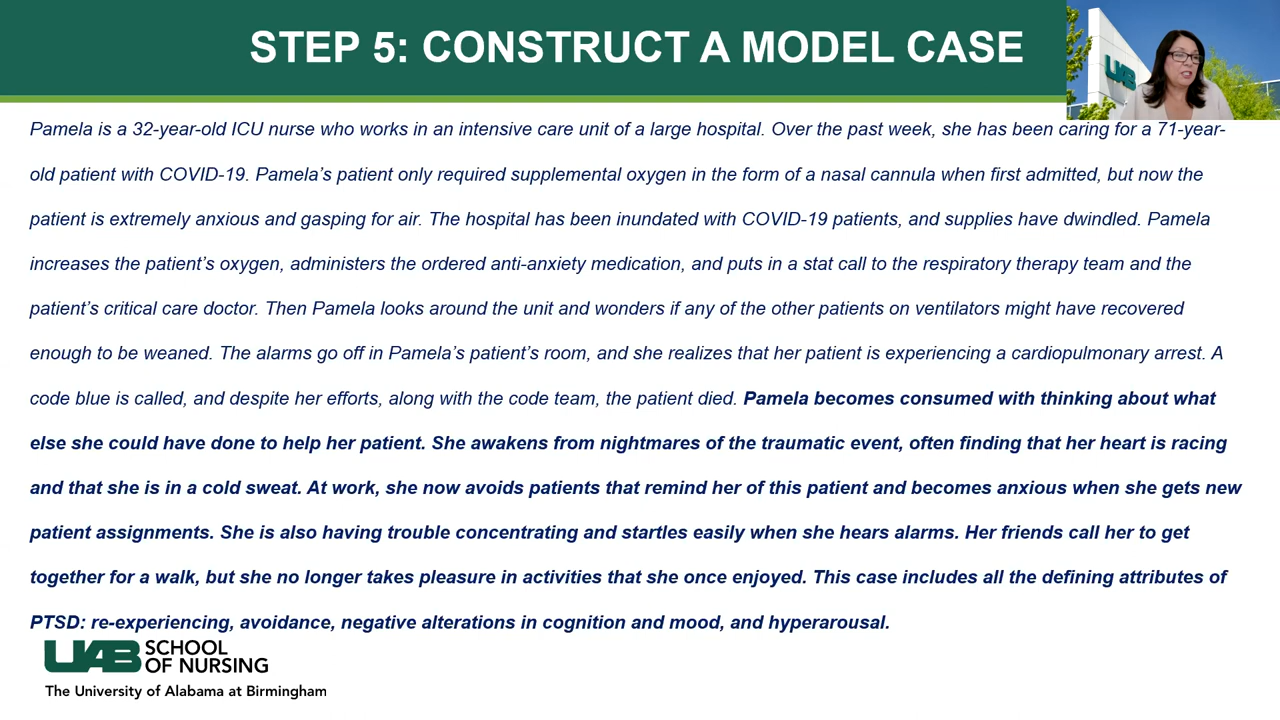 STEP 5: CONSTRUCT A MODEL CASE
UAB
Pamela is a 32-year-old ICU nurse who works in an intensive care unit of a large hospital. Over the past week, she has been caring for a 71-year-
old patient with COVID-19. Pamela's patient only required supplemental oxygen in the form of a nasal cannula when first admitted, but now the
patient is extremely anxious and gasping for air. The hospital has been inundated with COVID-19 patients, and supplies have dwindled. Pamela
increases the patient's oxygen, administers the ordered anti-anxiety medication, and puts in a stat call to the respiratory therapy team and the
patient's critical care doctor. Then Pamela looks around the unit and wonders if any of the other patients on ventilators might have recovered
enough to be weaned. The alarms go off in Pamela's patient's room, and she realizes that her patient is experiencing a cardiopulmonary arrest. A
code blue is called, and despite her efforts, along with the code team, the patient died. Pamela becomes consumed with thinking about what
else she could have done to help her patient. She awakens from nightmares of the traumatic event, often finding that her heart is racing
and that she is in a cold sweat. At work, she now avoids patients that remind her of this patient and becomes anxious when she gets new
patient assignments. She is also having trouble concentrating and startles easily when she hears alarms. Her friends call her to get
together for a walk, but she no longer takes pleasure in activities that she once enjoyed. This case includes all the defining attributes of
PTSD: re-experiencing, avoidance, negative alterations in cognition and mood, and hyperarousal.
UAB SCHOOL
OF NURSING
The University of Alabama at Birmingham